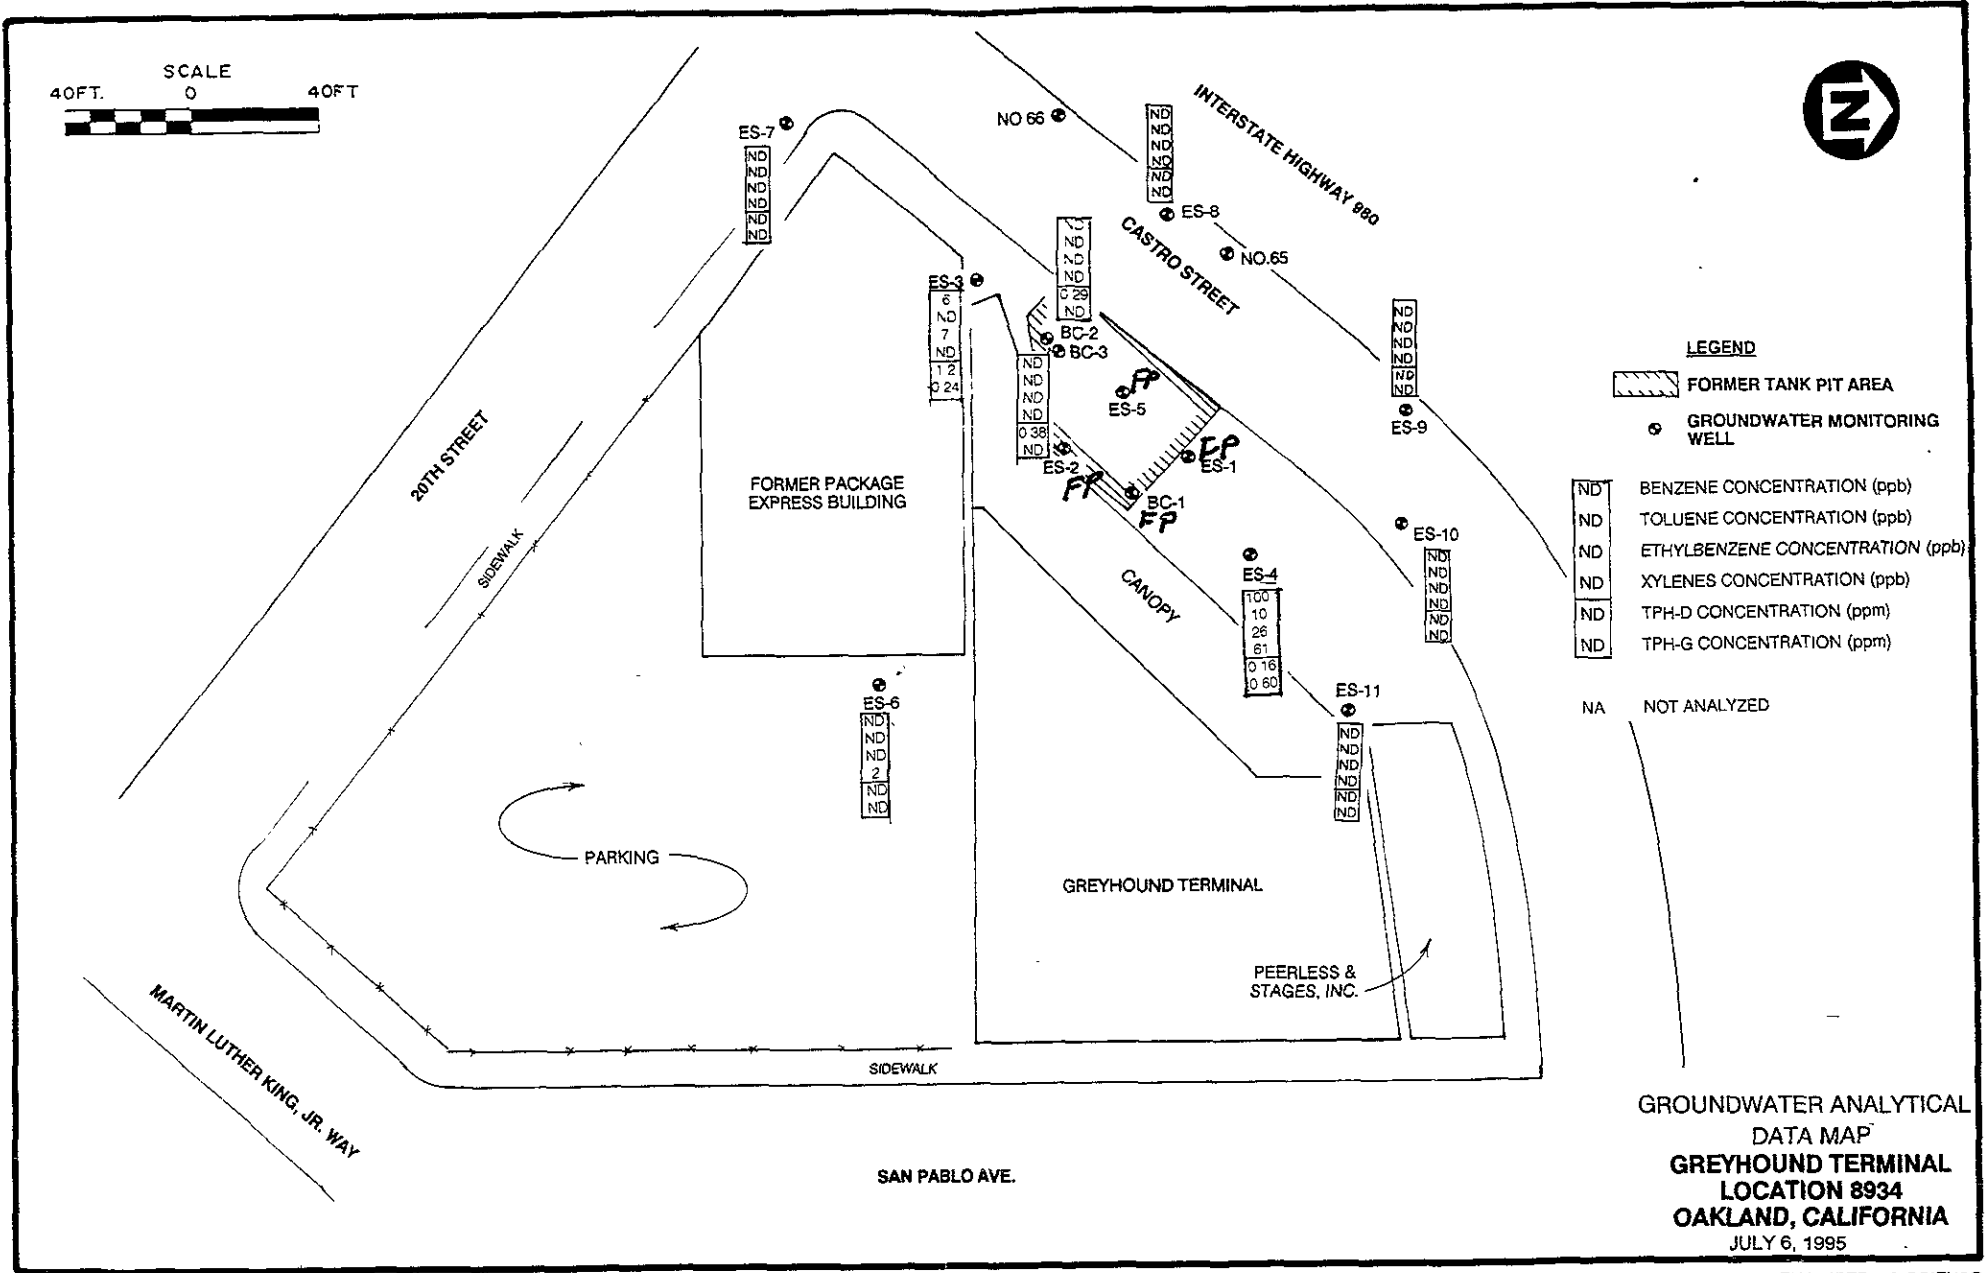 SCALE
40FT. 0 40FT
N
ES-7
ND
ND
ND
ND
ND
ND
NO 66
ND
ND
ND
ND
ND
ND
ES-8
INTERSTATE HIGHWAY 980
CASTRO STREET
NO.65
ES-3
6
ND
7
ND
1 2
0 24
ND
ND
ND
ND
0 29
ND
BC-2
BC-3
ND
ND
ND
ND
0 38
ND
ES-2
FP
FP
ES-5
FP
ES-1
BC-1
FP
ND
ND
ND
ND
ND
ND
ES-9
ES-10
ND
ND
ND
ND
ND
ND
ES-4
100
10
26
61
0 16
0 60
ES-11
ND
ND
ND
ND
ND
ND
ES-6
ND
ND
ND
2
ND
ND
20TH STREET
SIDEWALK
FORMER PACKAGE
EXPRESS BUILDING
CANOPY
PARKING
GREYHOUND TERMINAL
PEERLESS &
STAGES, INC.
SIDEWALK
MARTIN LUTHER KING, JR. WAY
SAN PABLO AVE.
LEGEND
FORMER TANK PIT AREA
GROUNDWATER MONITORING
WELL
ND BENZENE CONCENTRATION (ppb)
ND TOLUENE CONCENTRATION (ppb)
ND ETHYLBENZENE CONCENTRATION (ppb)
ND XYLENES CONCENTRATION (ppb)
ND TPH-D CONCENTRATION (ppm)
ND TPH-G CONCENTRATION (ppm)
NA NOT ANALYZED
GROUNDWATER ANALYTICAL
DATA MAP
GREYHOUND TERMINAL
LOCATION 8934
OAKLAND, CALIFORNIA
JULY 6, 1995